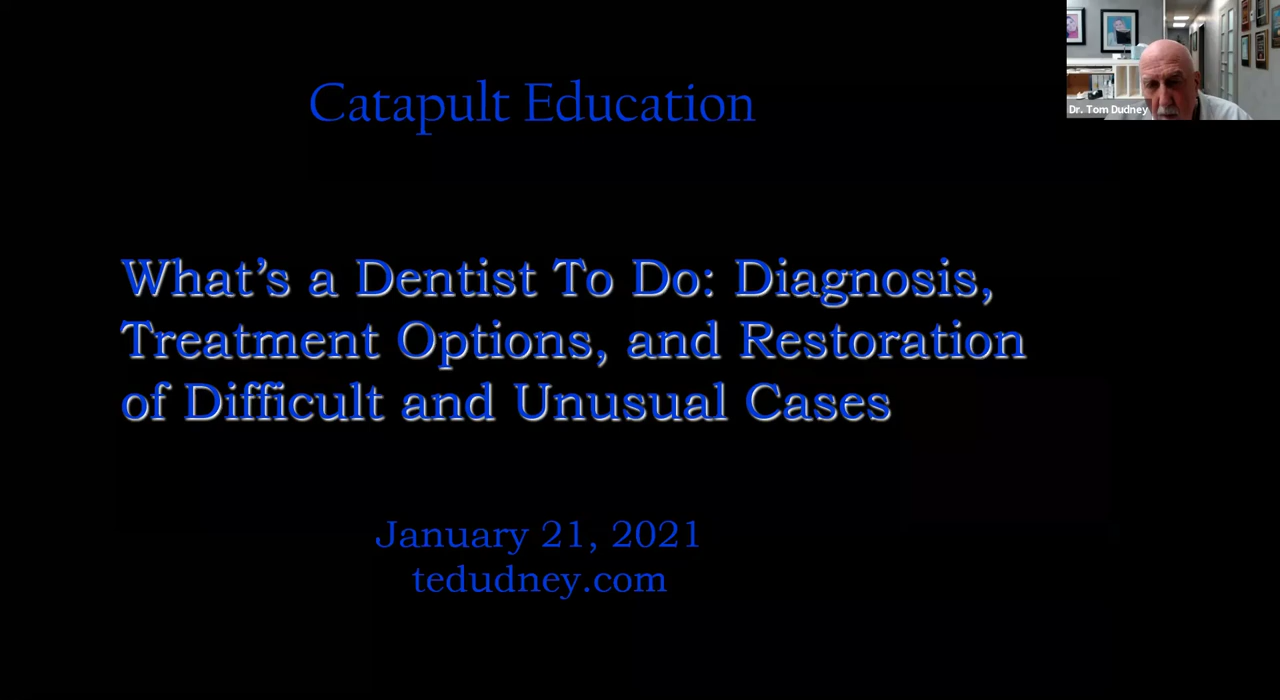 Catapult Education
Dr. Tom Dudney
What’s a Dentist To Do: Diagnosis,
Treatment Options, and Restoration
of Difficult and Unusual Cases
January 21, 2021
tedudney.com